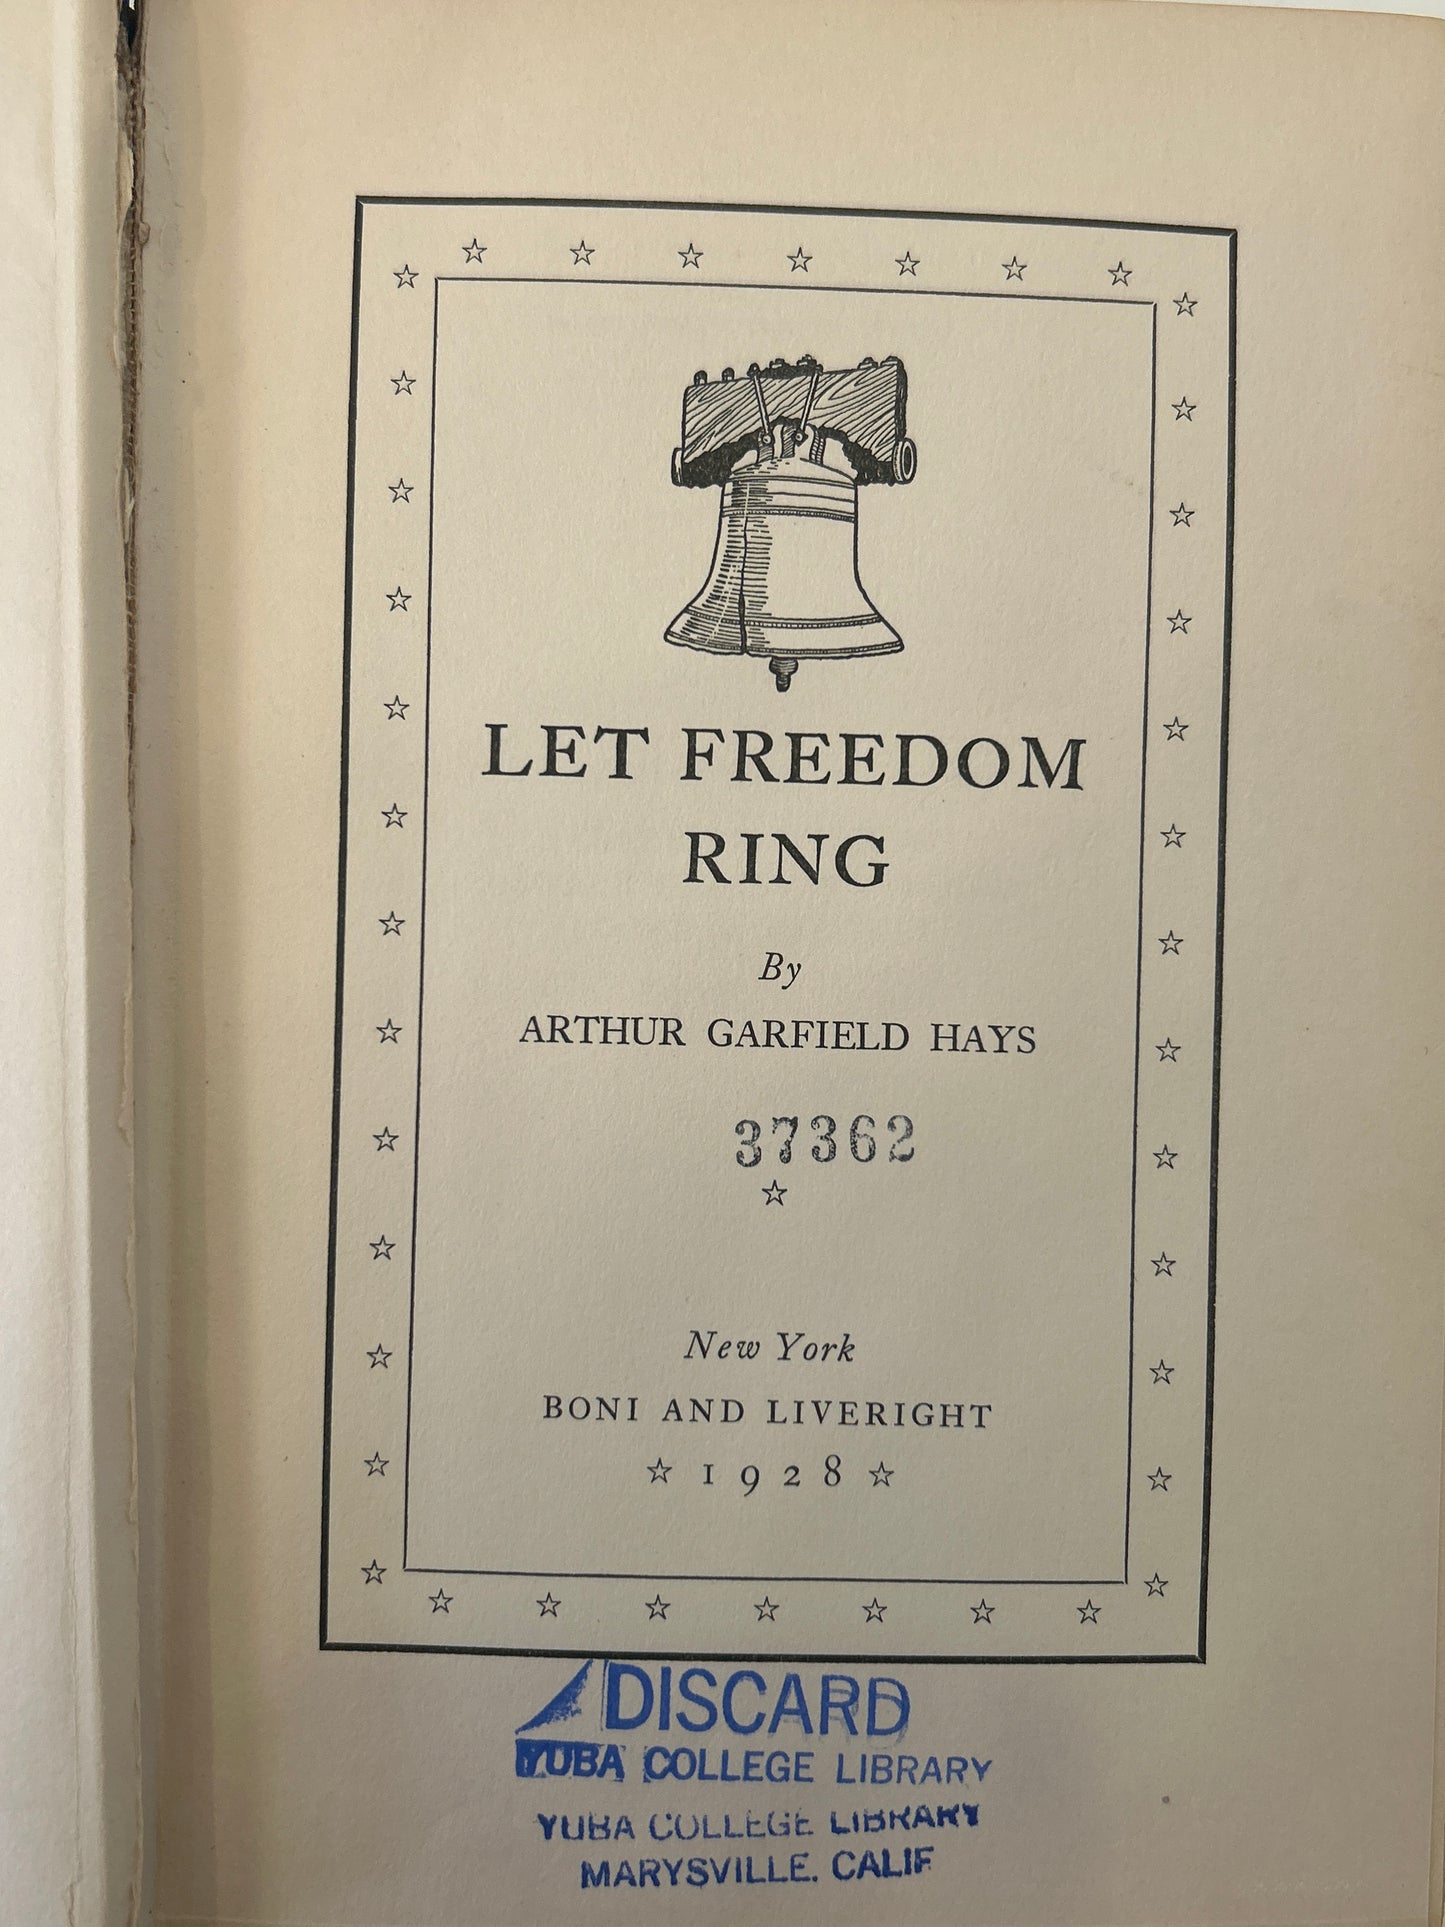 LET FREEDOM
RING
By
ARTHUR GARFIELD HAYS
37362
New York
BONI AND LIVERIGHT
☆ 1928 ☆
DISCARD
YUBA COLLEGE LIBRARY
YUBA COLLEGE LIBRARY
MARYSVILLE. CALIF